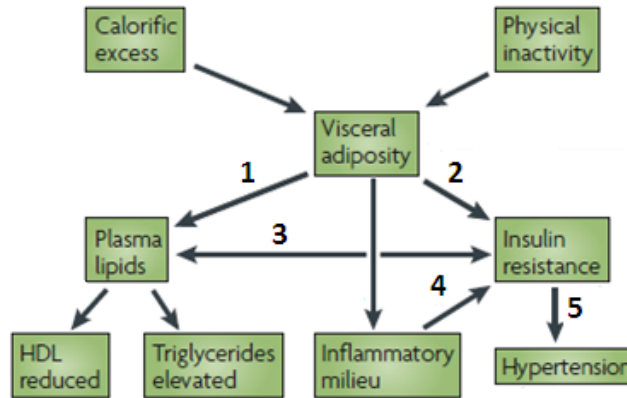 Calorific
excess
Physical
inactivity
Visceral
adiposity
1
2
Plasma
lipids
3
Insulin
resistance
4
5
HDL
reduced
Triglycerides
elevated
Inflammatory
milieu
Hypertension